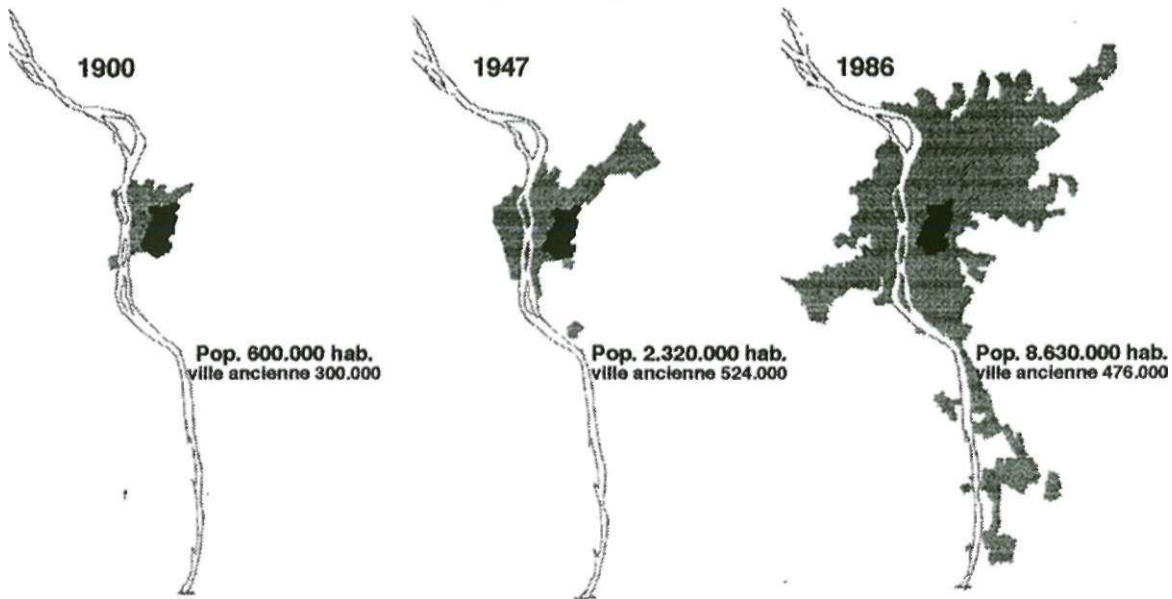 1900
Pop. 600.000 hab.
ville ancienne 300.000
1947
Pop. 2.320.000 hab.
ville ancienne 524.000
1986
Pop. 8.630.000 hab.
ville ancienne 476.000